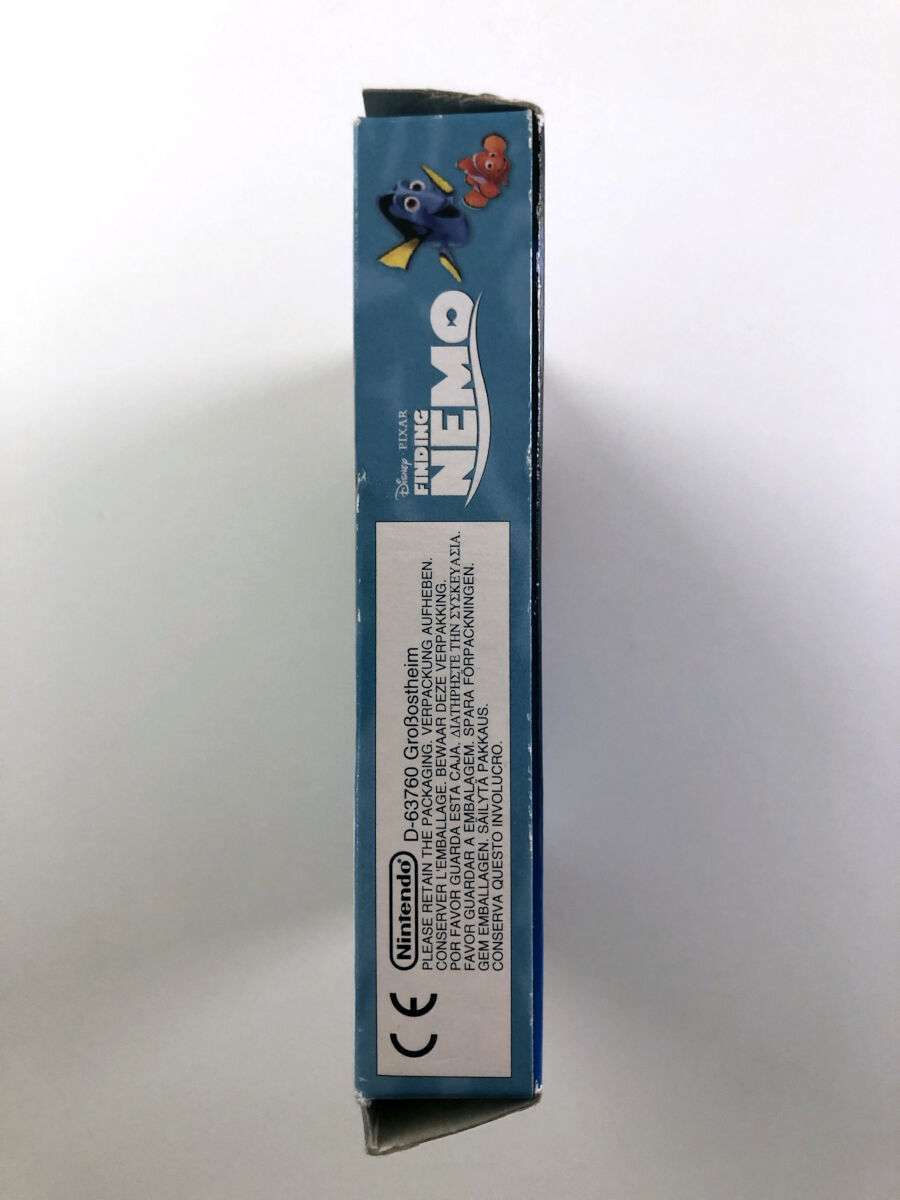 DISNEY PIXAR
FINDING
NEMO
CE Nintendo® D-63760 Großostheim
PLEASE RETAIN THE PACKAGING. VERPACKUNG AUFHEBEN.
CONSERVER L'EMBALLAGE. BEWAAR DEZE VERPAKKING.
POR FAVOR GUARDA ESTA CAJA. ΔΙΑΤΗΡΗΣΤΕ ΤΗΝ ΣΥΣΚΕΥΑΣΙΑ.
FAVOR GUARDAR A EMBALAGEM. SPARA FÖRPACKNINGEN.
GEM EMBALLAGEN. SÄILYTÄ PAKKAUS.
CONSERVA QUESTO INVOLUCRO.